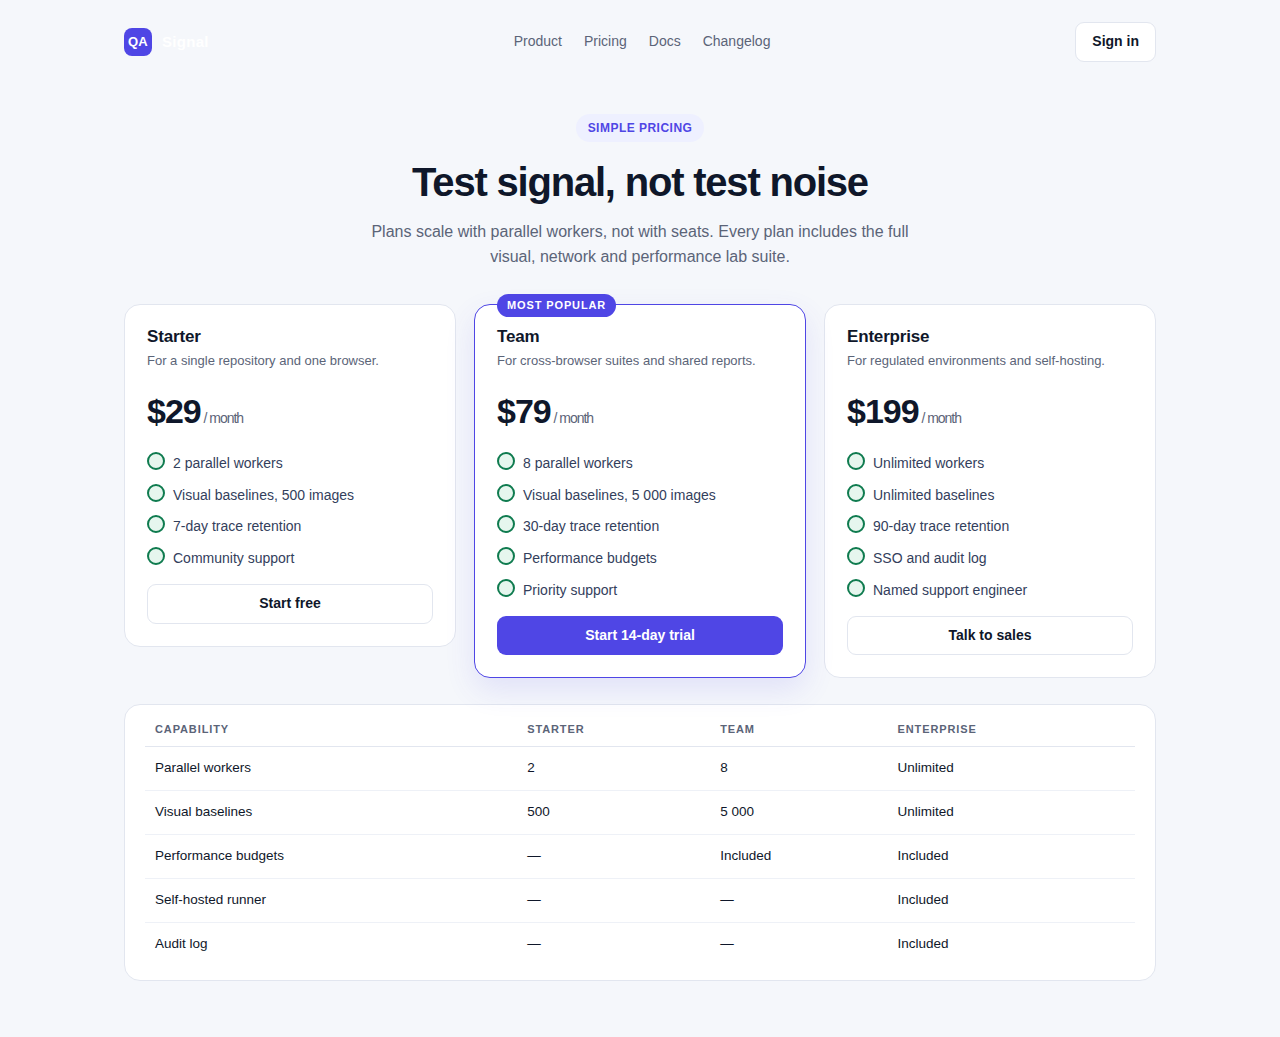 QA Signal
Product Pricing Docs Changelog
Sign in
SIMPLE PRICING
Test signal, not test noise
Plans scale with parallel workers, not with seats. Every plan includes the full
visual, network and performance lab suite.
Starter
For a single repository and one browser.
$29 / month
2 parallel workers
Visual baselines, 500 images
7-day trace retention
Community support
Start free
MOST POPULAR
Team
For cross-browser suites and shared reports.
$79 / month
8 parallel workers
Visual baselines, 5 000 images
30-day trace retention
Performance budgets
Priority support
Start 14-day trial
Enterprise
For regulated environments and self-hosting.
$199 / month
Unlimited workers
Unlimited baselines
90-day trace retention
SSO and audit log
Named support engineer
Talk to sales
CAPABILITY STARTER TEAM ENTERPRISE
Parallel workers 2 8 Unlimited
Visual baselines 500 5 000 Unlimited
Performance budgets — Included Included
Self-hosted runner — — Included
Audit log — — Included